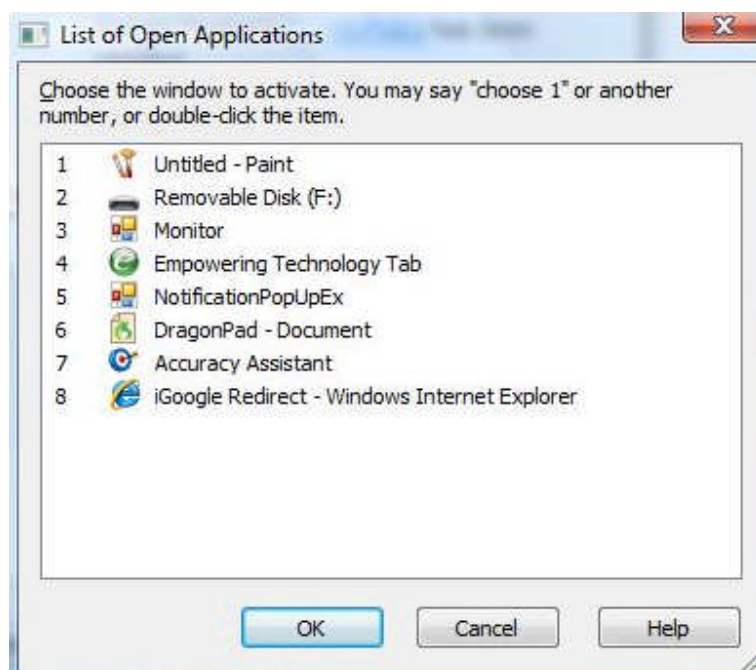 List of Open Applications
Choose the window to activate. You may say "choose 1" or another
number, or double-click the item.
1 Untitled - Paint
2 Removable Disk (F:)
3 Monitor
4 Empowering Technology Tab
5 NotificationPopUpEx
6 DragonPad - Document
7 Accuracy Assistant
8 iGoogle Redirect - Windows Internet Explorer
OK Cancel Help